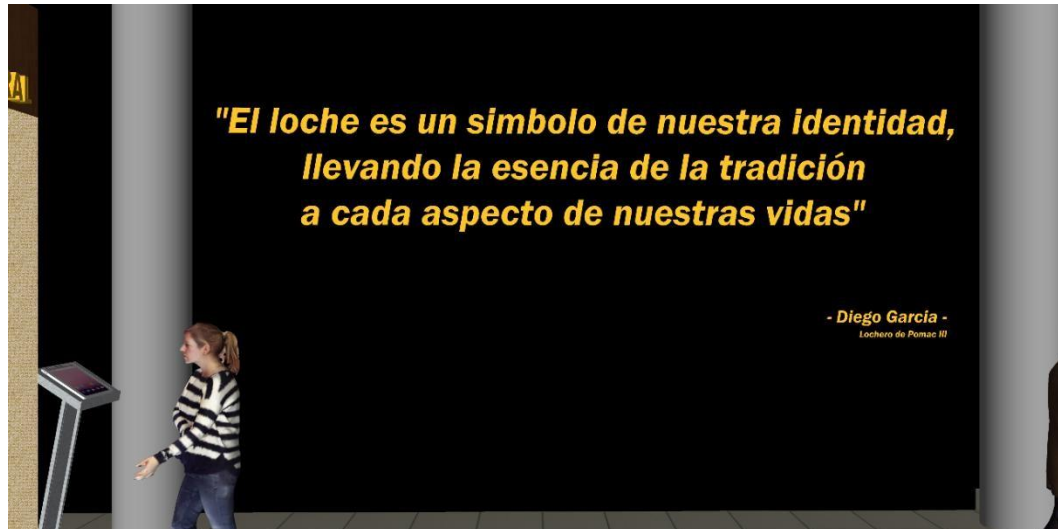 RAL
"El loche es un simbolo de nuestra identidad,
llevando la esencia de la tradición
a cada aspecto de nuestras vidas"
- Diego Garcia -
Lochero de Pomac III